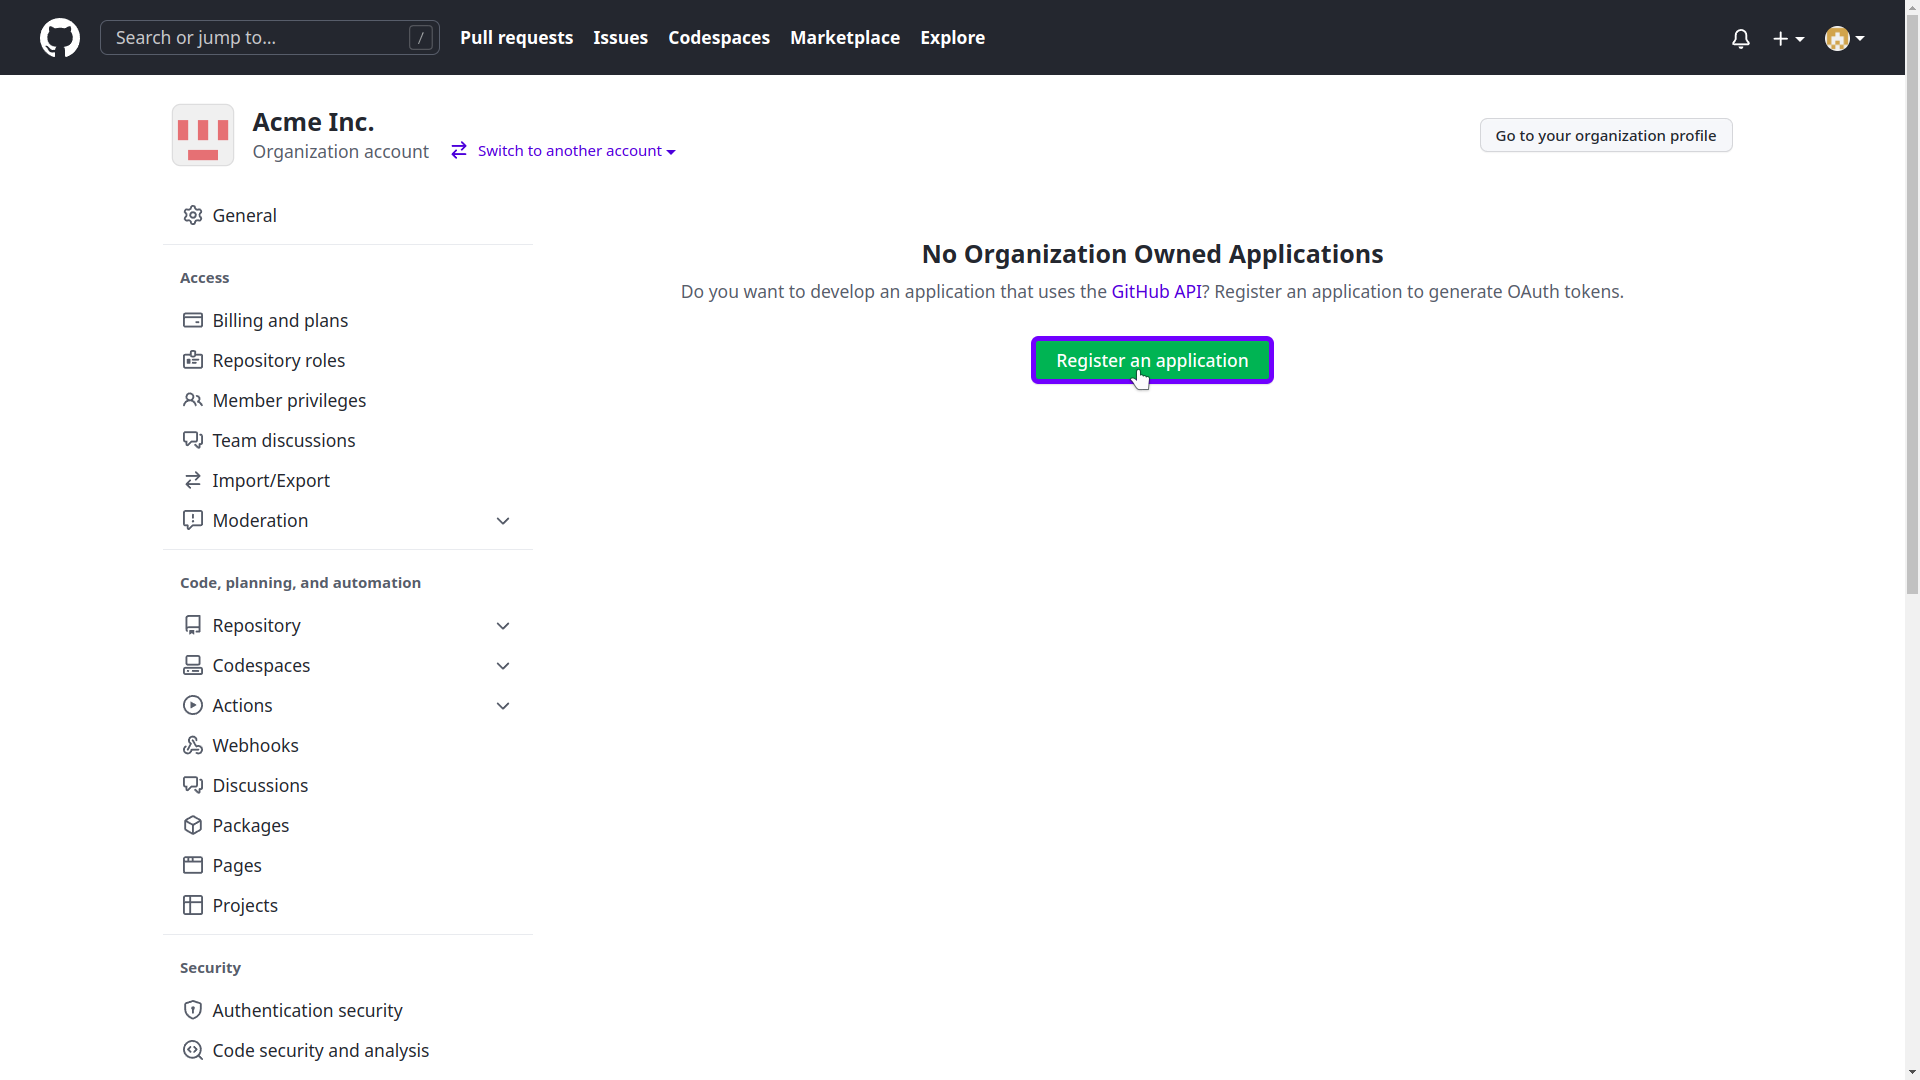 Search or jump to...
/
Pull requests
Issues
Codespaces
Marketplace
Explore
Acme Inc.
Organization account
Switch to another account
Go to your organization profile
General
Access
Billing and plans
Repository roles
Member privileges
Team discussions
Import/Export
Moderation
Code, planning, and automation
Repository
Codespaces
Actions
Webhooks
Discussions
Packages
Pages
Projects
Security
Authentication security
Code security and analysis
No Organization Owned Applications
Do you want to develop an application that uses the GitHub API? Register an application to generate OAuth tokens.
Register an application